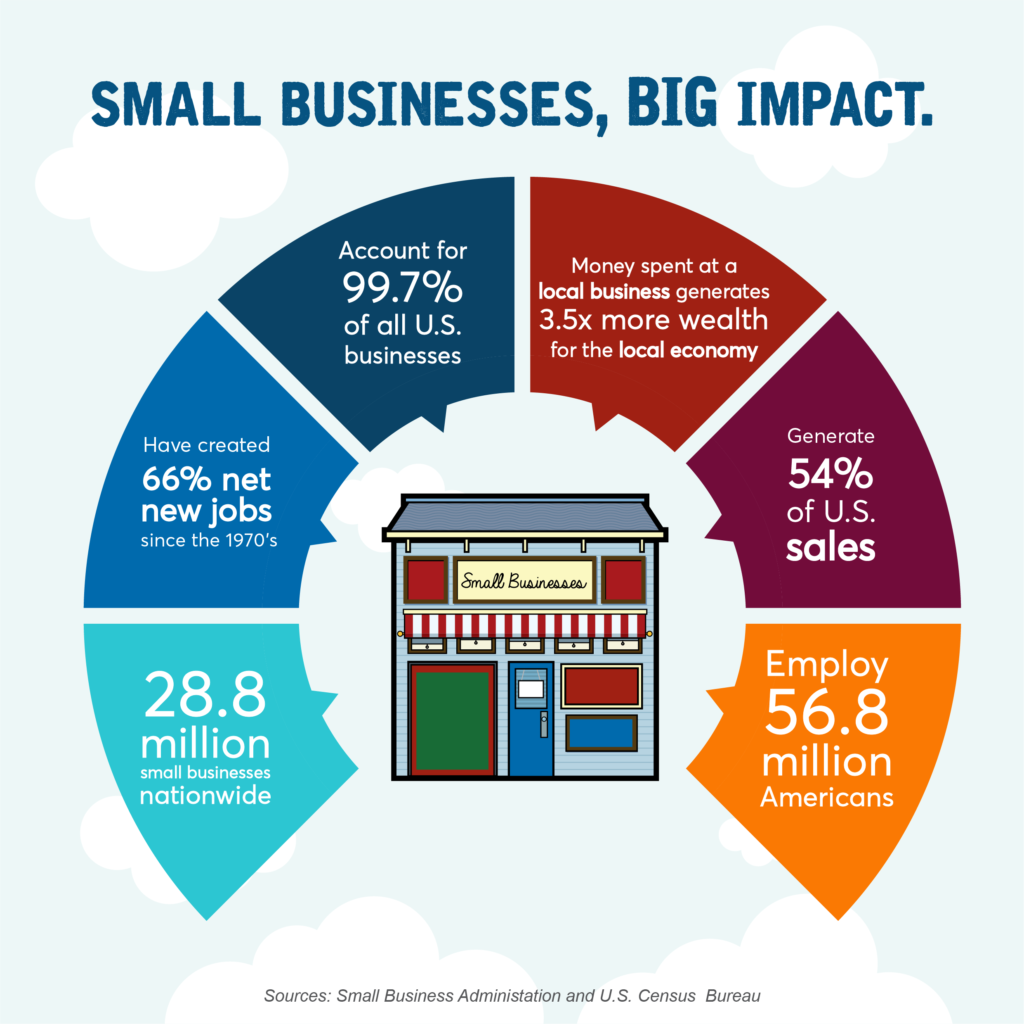 SMALL BUSINESSES, BIG IMPACT.
Account for
99.7%
of all U.S.
businesses
Money spent at a
local business generates
3.5x more wealth
for the local economy
Have created
66% net
new jobs
since the 1970's
Generate
54%
of U.S.
sales
Small Businesses
28.8
million
small businesses
nationwide
Employ
56.8
million
Americans
Sources: Small Business Administation and U.S. Census Bureau